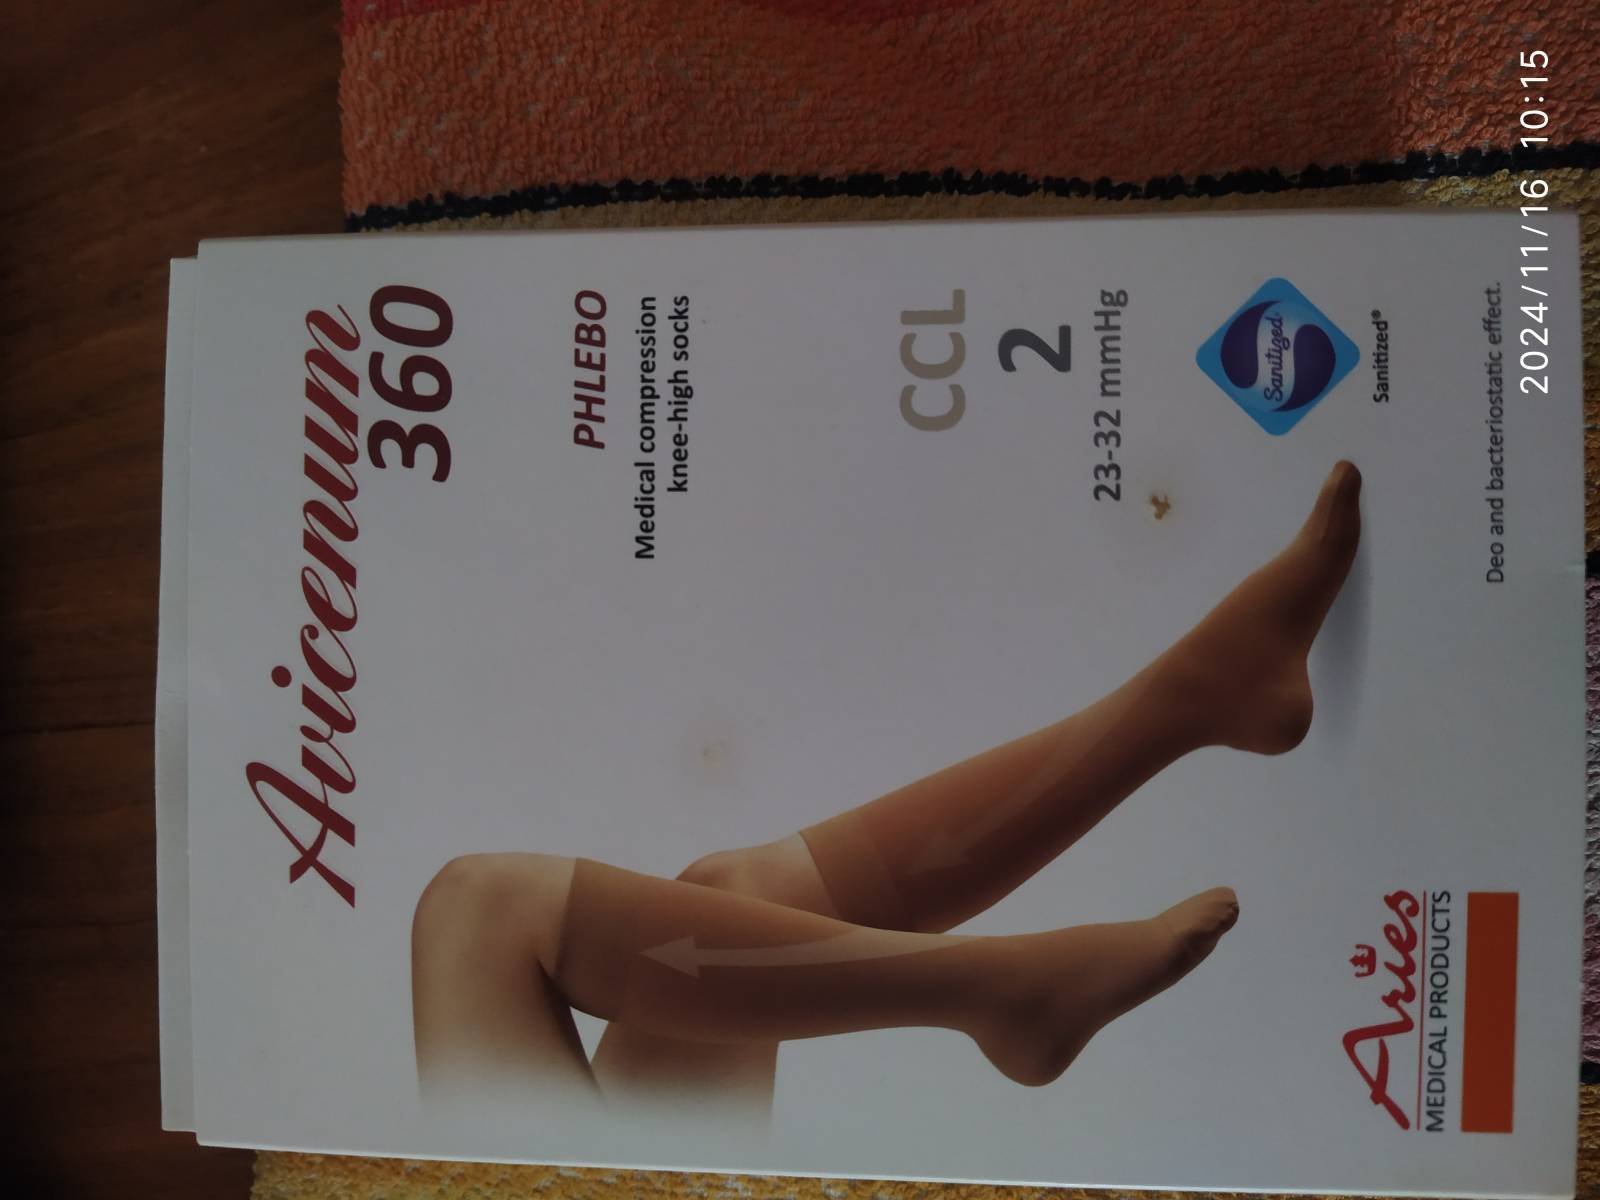 Avicenum
360
PHLEBO
Medical compression
knee-high socks
CCL
2
23-32 mmHg
Sanitized
Sanitized®
Aries
MEDICAL PRODUCTS
Deo and bacteriostatic effect.
2024/11/16 10:15